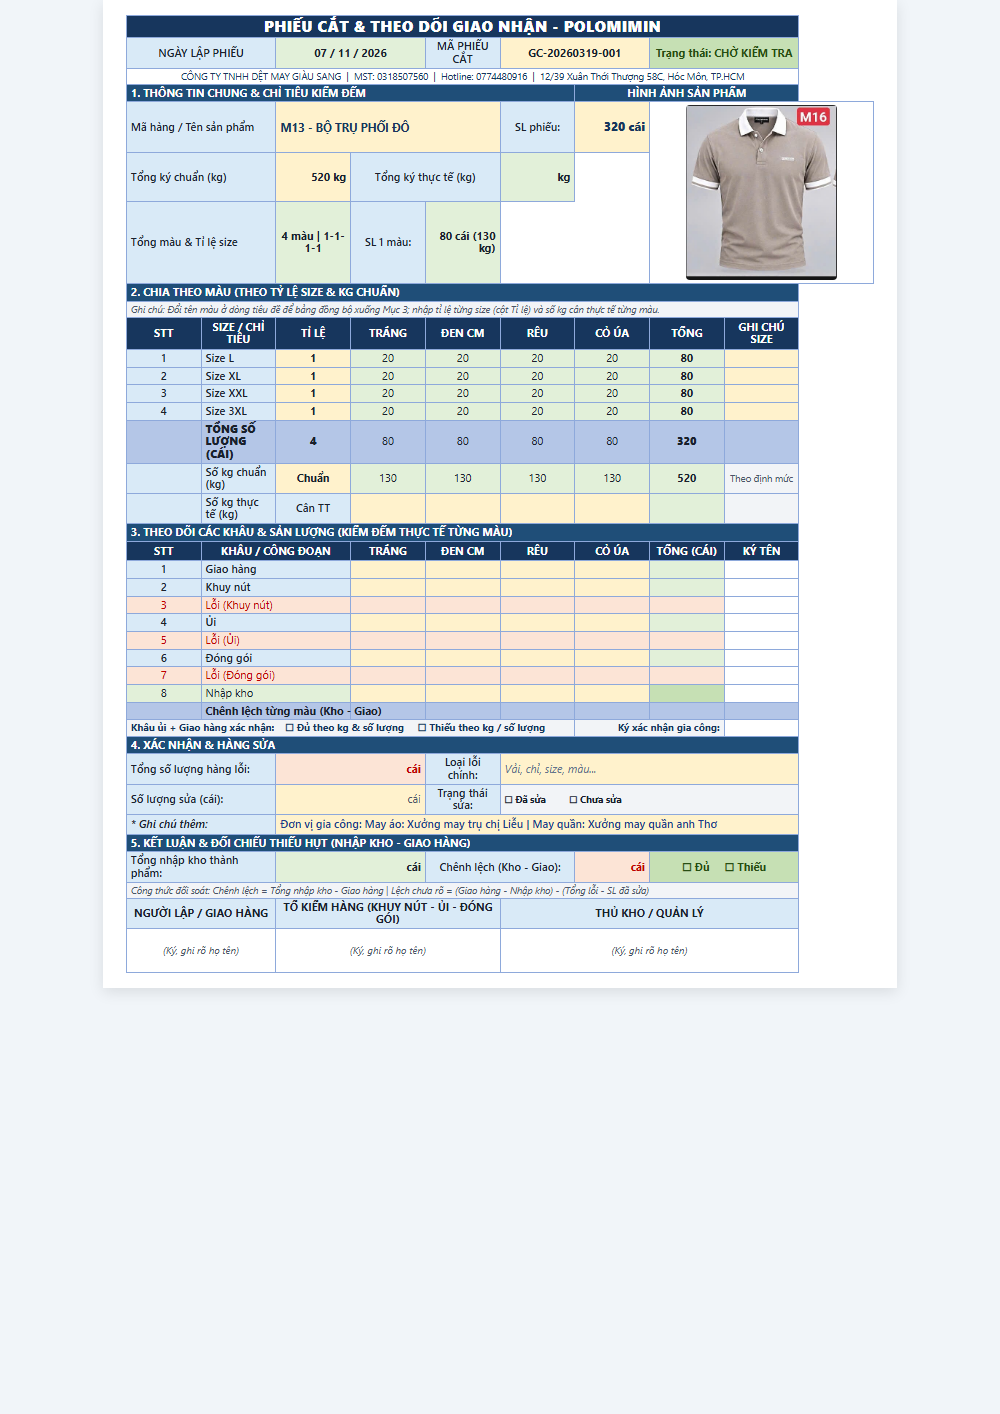 PHIẾU CẮT & THEO DÕI GIAO NHẬN - POLOMIMIN
NGÀY LẬP PHIẾU 07 / 11 / 2026 MÃ PHIẾU CẮT GC-20260319-001 Trạng thái: CHỜ KIỂM TRA
CÔNG TY TNHH DỆT MAY GIÀU SANG | MST: 0318507560 | Hotline: 0774480916 | 12/39 Xuân Thới Thượng 58C, Hóc Môn, TP.HCM
1. THÔNG TIN CHUNG & CHỈ TIÊU KIỂM ĐẾM HÌNH ẢNH SẢN PHẨM
Mã hàng / Tên sản phẩm M13 - BỘ TRỤ PHỐI ĐÔ SL phiếu: 320 cái
M16
Tổng ký chuẩn (kg) 520 kg Tổng ký thực tế (kg) kg
Tổng màu & Tỉ lệ size 4 màu | 1-1-1-1 SL 1 màu: 80 cái (130 kg)
2. CHIA THEO MÀU (THEO TỶ LỆ SIZE & KG CHUẨN)
Ghi chú: Đổi tên màu ở dòng tiêu đề để bảng đồng bộ xuống Mục 3; nhập tỉ lệ từng size (cột Tỉ lệ) và số kg cân thực tế từng màu.
STT SIZE / CHỈ TIÊU TỈ LỆ TRẮNG ĐEN CM RÊU CỎ ÚA TỔNG GHI CHÚ SIZE
1 Size L 1 20 20 20 20 80
2 Size XL 1 20 20 20 20 80
3 Size XXL 1 20 20 20 20 80
4 Size 3XL 1 20 20 20 20 80
TỔNG SỐ LƯỢNG (CÁI) 4 80 80 80 80 320
Số kg chuẩn (kg) Chuẩn 130 130 130 130 520 Theo định mức
Số kg thực tế (kg) Cân TT
3. THEO DÕI CÁC KHÂU & SẢN LƯỢNG (KIỂM ĐẾM THỰC TẾ TỪNG MÀU)
STT KHÂU / CÔNG ĐOẠN TRẮNG ĐEN CM RÊU CỎ ÚA TỔNG (CÁI) KÝ TÊN
1 Giao hàng
2 Khuy nút
3 Lỗi (Khuy nút)
4 Ủi
5 Lỗi (Ủi)
6 Đóng gói
7 Lỗi (Đóng gói)
8 Nhập kho
Chênh lệch từng màu (Kho - Giao)
Khâu ủi + Giao hàng xác nhận: ☐ Đủ theo kg & số lượng ☐ Thiếu theo kg / số lượng Ký xác nhận gia công:
4. XÁC NHẬN & HÀNG SỬA
Tổng số lượng hàng lỗi: cái Loại lỗi chính: Vải, chỉ, size, màu...
Số lượng sửa (cái): cái Trạng thái sửa: ☐ Đã sửa ☐ Chưa sửa
* Ghi chú thêm: Đơn vị gia công: May áo: Xưởng may trụ chị Liễu | May quần: Xưởng may quần anh Thơ
5. KẾT LUẬN & ĐỐI CHIẾU THIẾU HỤT (NHẬP KHO - GIAO HÀNG)
Tổng nhập kho thành phẩm: cái Chênh lệch (Kho - Giao): cái ☐ Đủ ☐ Thiếu
Công thức đối soát: Chênh lệch = Tổng nhập kho - Giao hàng | Lệch chưa rõ = (Giao hàng - Nhập kho) - (Tổng lỗi - SL đã sửa)
NGƯỜI LẬP / GIAO HÀNG TỔ KIỂM HÀNG (KHUY NÚT - ỦI - ĐÓNG GÓI) THỦ KHO / QUẢN LÝ
(Ký, ghi rõ họ tên) (Ký, ghi rõ họ tên) (Ký, ghi rõ họ tên)